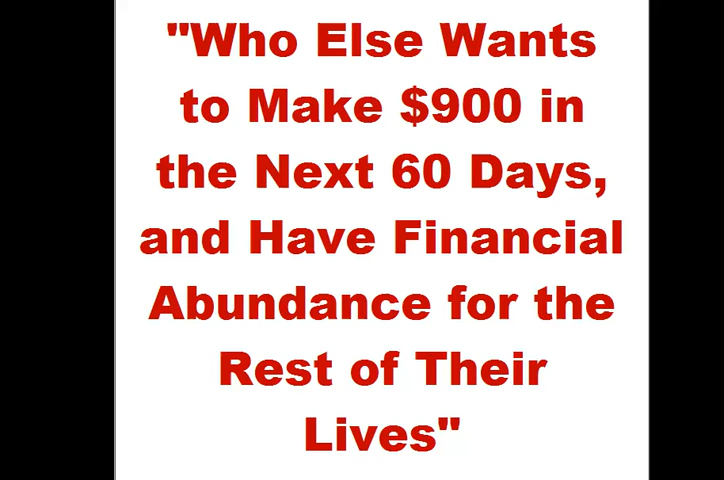 "Who Else Wants
to Make $900 in
the Next 60 Days,
and Have Financial
Abundance for the
Rest of Their
Lives"